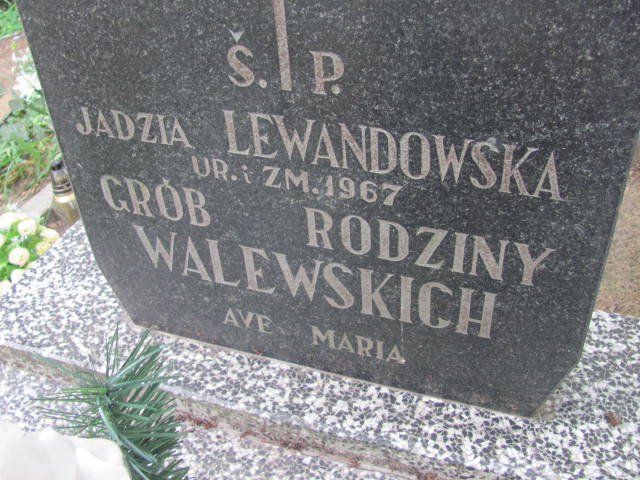 Ś. P.
JADZIA LEWANDOWSKA
UR. i ZM. 1967
GRÓB RODZINY
WALEWSKICH
AVE MARIA